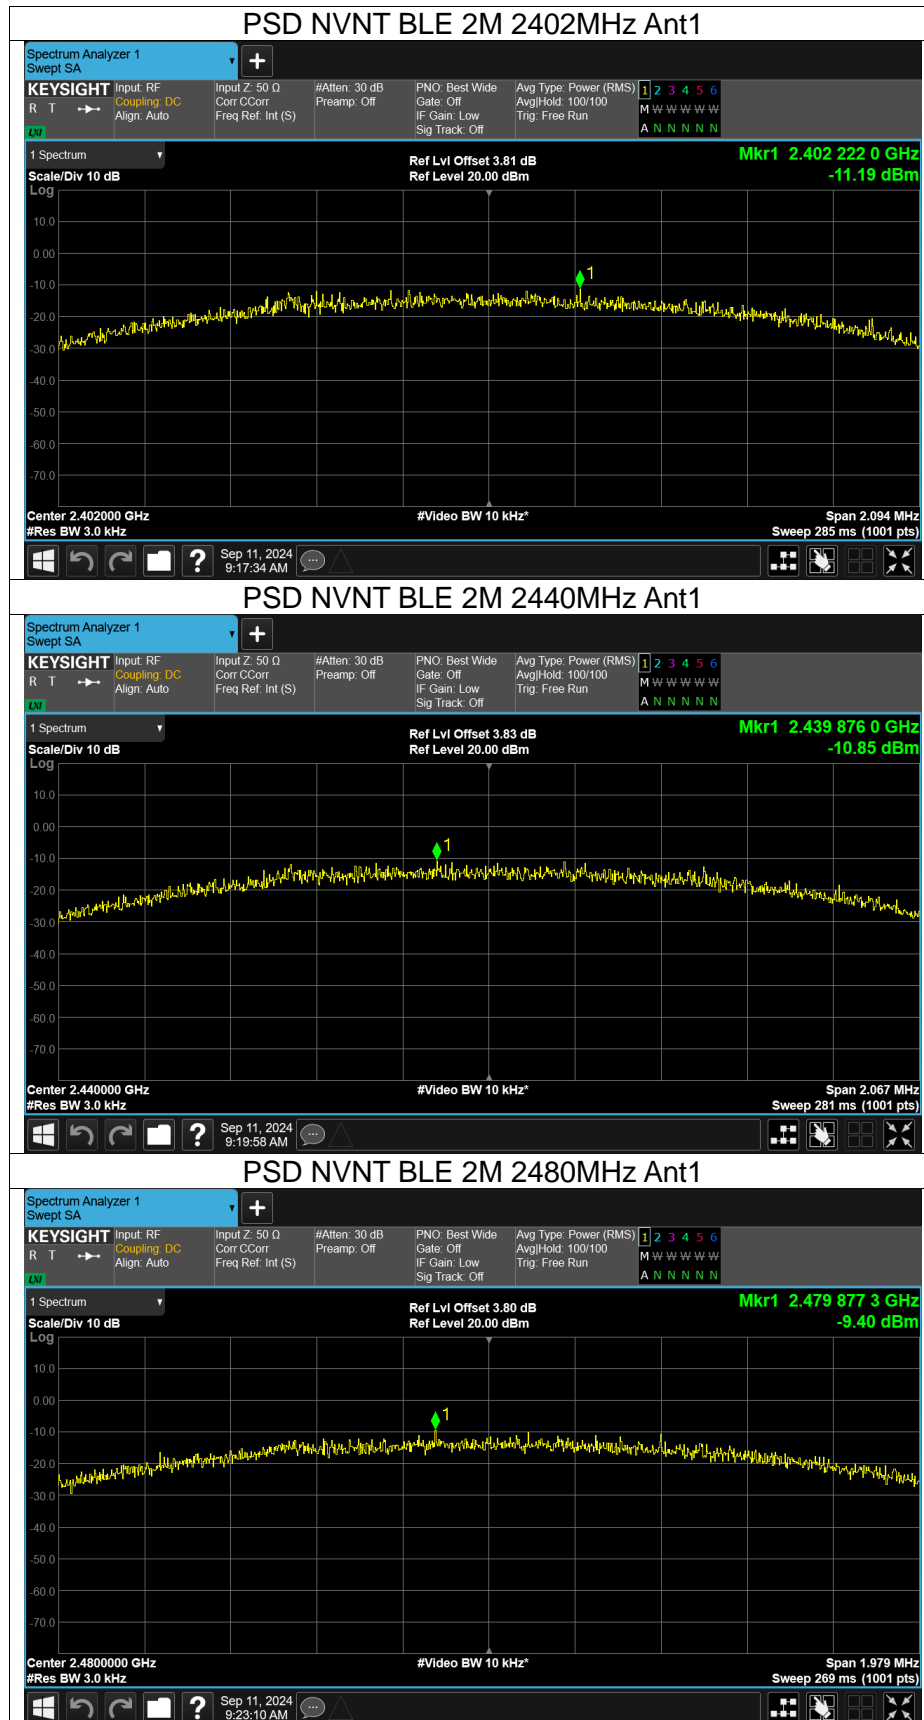 PSD NVNT BLE 2M 2402MHz Ant1
Spectrum Analyzer 1
Swept SA
KEYSIGHT Input: RF Input Z: 50 Ω #Atten: 30 dB PNO: Best Wide Avg Type: Power (RMS) 1 2 3 4 5 6
R T Coupling: DC Corr CCorr Preamp: Off Gate: Off Avg|Hold: 100/100 M W W W W W
Align: Auto Freq Ref: Int (S) IF Gain: Low Trig: Free Run
LXI Sig Track: Off A N N N N N
1 Spectrum Ref Lvl Offset 3.81 dB Mkr1 2.402 222 0 GHz
Scale/Div 10 dB Ref Level 20.00 dBm -11.19 dBm
Log
10.0
0.00
1
-10.0
-20.0
-30.0
-40.0
-50.0
-60.0
-70.0
Center 2.402000 GHz #Video BW 10 kHz* Span 2.094 MHz
#Res BW 3.0 kHz Sweep 285 ms (1001 pts)
? Sep 11, 2024
9:17:34 AM
PSD NVNT BLE 2M 2440MHz Ant1
Spectrum Analyzer 1
Swept SA
KEYSIGHT Input: RF Input Z: 50 Ω #Atten: 30 dB PNO: Best Wide Avg Type: Power (RMS) 1 2 3 4 5 6
R T Coupling: DC Corr CCorr Preamp: Off Gate: Off Avg|Hold: 100/100 M W W W W W
Align: Auto Freq Ref: Int (S) IF Gain: Low Trig: Free Run
LXI Sig Track: Off A N N N N N
1 Spectrum Ref Lvl Offset 3.83 dB Mkr1 2.439 876 0 GHz
Scale/Div 10 dB Ref Level 20.00 dBm -10.85 dBm
Log
10.0
0.00
1
-10.0
-20.0
-30.0
-40.0
-50.0
-60.0
-70.0
Center 2.440000 GHz #Video BW 10 kHz* Span 2.067 MHz
#Res BW 3.0 kHz Sweep 281 ms (1001 pts)
? Sep 11, 2024
9:19:58 AM
PSD NVNT BLE 2M 2480MHz Ant1
Spectrum Analyzer 1
Swept SA
KEYSIGHT Input: RF Input Z: 50 Ω #Atten: 30 dB PNO: Best Wide Avg Type: Power (RMS) 1 2 3 4 5 6
R T Coupling: DC Corr CCorr Preamp: Off Gate: Off Avg|Hold: 100/100 M W W W W W
Align: Auto Freq Ref: Int (S) IF Gain: Low Trig: Free Run
LXI Sig Track: Off A N N N N N
1 Spectrum Ref Lvl Offset 3.80 dB Mkr1 2.479 877 3 GHz
Scale/Div 10 dB Ref Level 20.00 dBm -9.40 dBm
Log
10.0
0.00
1
-10.0
-20.0
-30.0
-40.0
-50.0
-60.0
-70.0
Center 2.4800000 GHz #Video BW 10 kHz* Span 1.979 MHz
#Res BW 3.0 kHz Sweep 269 ms (1001 pts)
? Sep 11, 2024
9:23:10 AM